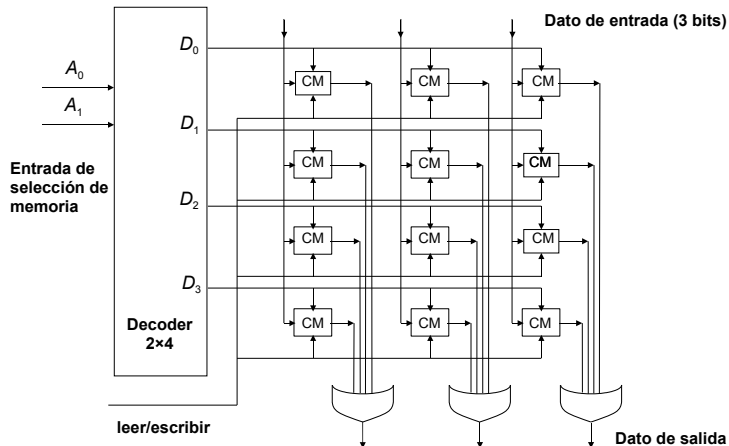 Dato de entrada (3 bits)
D0
A0
CM CM CM
A1
D1
Entrada de
selección de
memoria
CM CM CM
D2
CM CM CM
D3
Decoder
2×4
CM CM CM
leer/escribir
Dato de salida